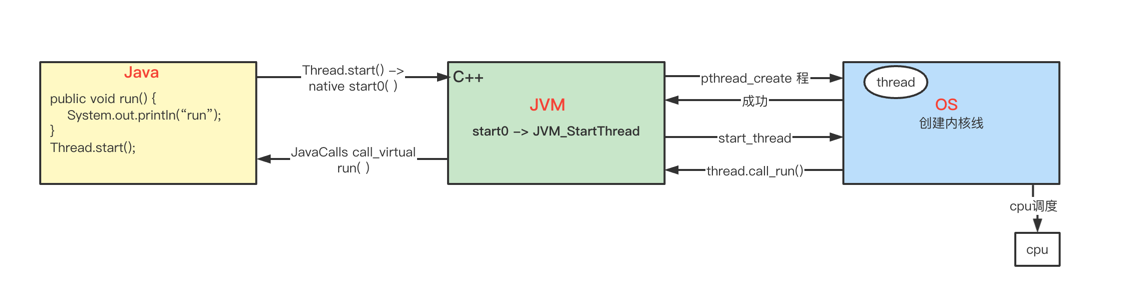 Java
public void run() {
System.out.println(“run”);
}
Thread.start();
Thread.start() ->
native start0( )
JavaCalls call_virtual
run( )
C++
JVM
start0 -> JVM_StartThread
pthread_create 程
成功
start_thread
thread.call_run()
thread
OS
创建内核线
cpu调度
cpu